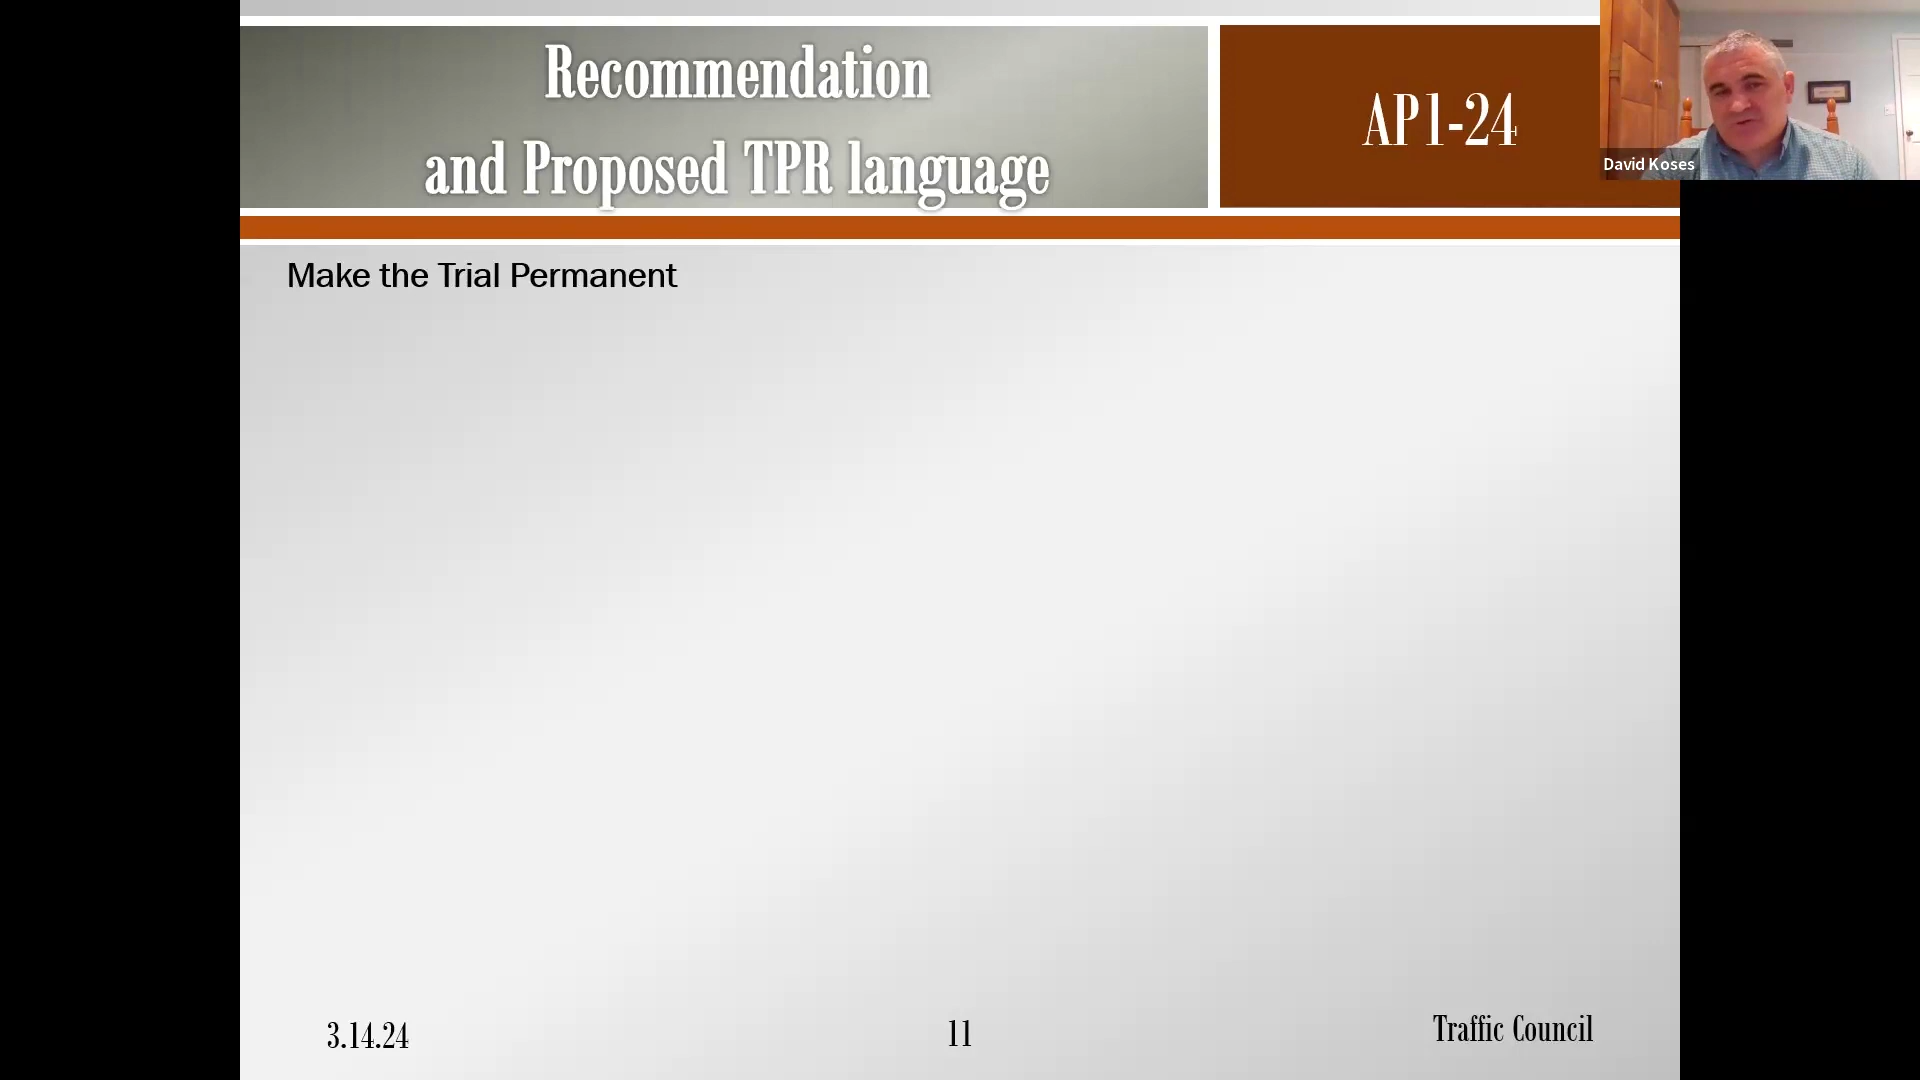 Recommendation
and Proposed TPR language
AP1-24
David Koses
Make the Trial Permanent
3.14.24
11
Traffic Council